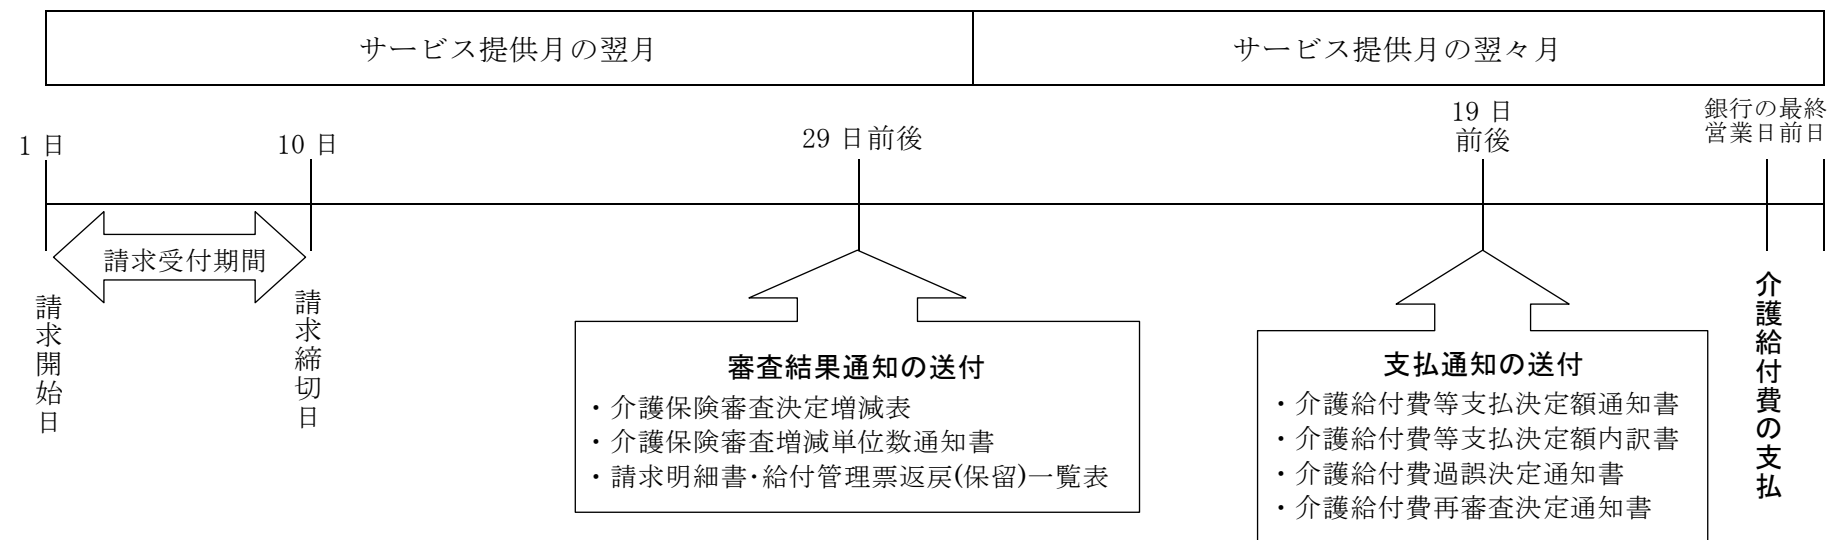 サービス提供月の翌月
サービス提供月の翌々月
1 日
10 日
29 日前後
19 日
前後
銀行の最終
営業日前日
請求受付期間
請求開始日
請求締切日
審査結果通知の送付
・介護保険審査決定増減表
・介護保険審査増減単位数通知書
・請求明細書・給付管理票返戻(保留)一覧表
支払通知の送付
・介護給付費等支払決定額通知書
・介護給付費等支払決定額内訳書
・介護給付費過誤決定通知書
・介護給付費再審査決定通知書
介護給付費の支払